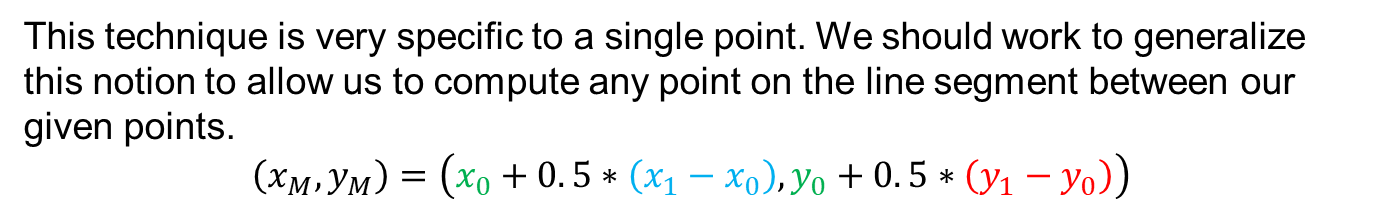 This technique is very specific to a single point. We should work to generalize
this notion to allow us to compute any point on the line segment between our
given points.
(x_M, y_M) = (x_0 + 0.5 * (x_1 − x_0), y_0 + 0.5 * (y_1 − y_0))